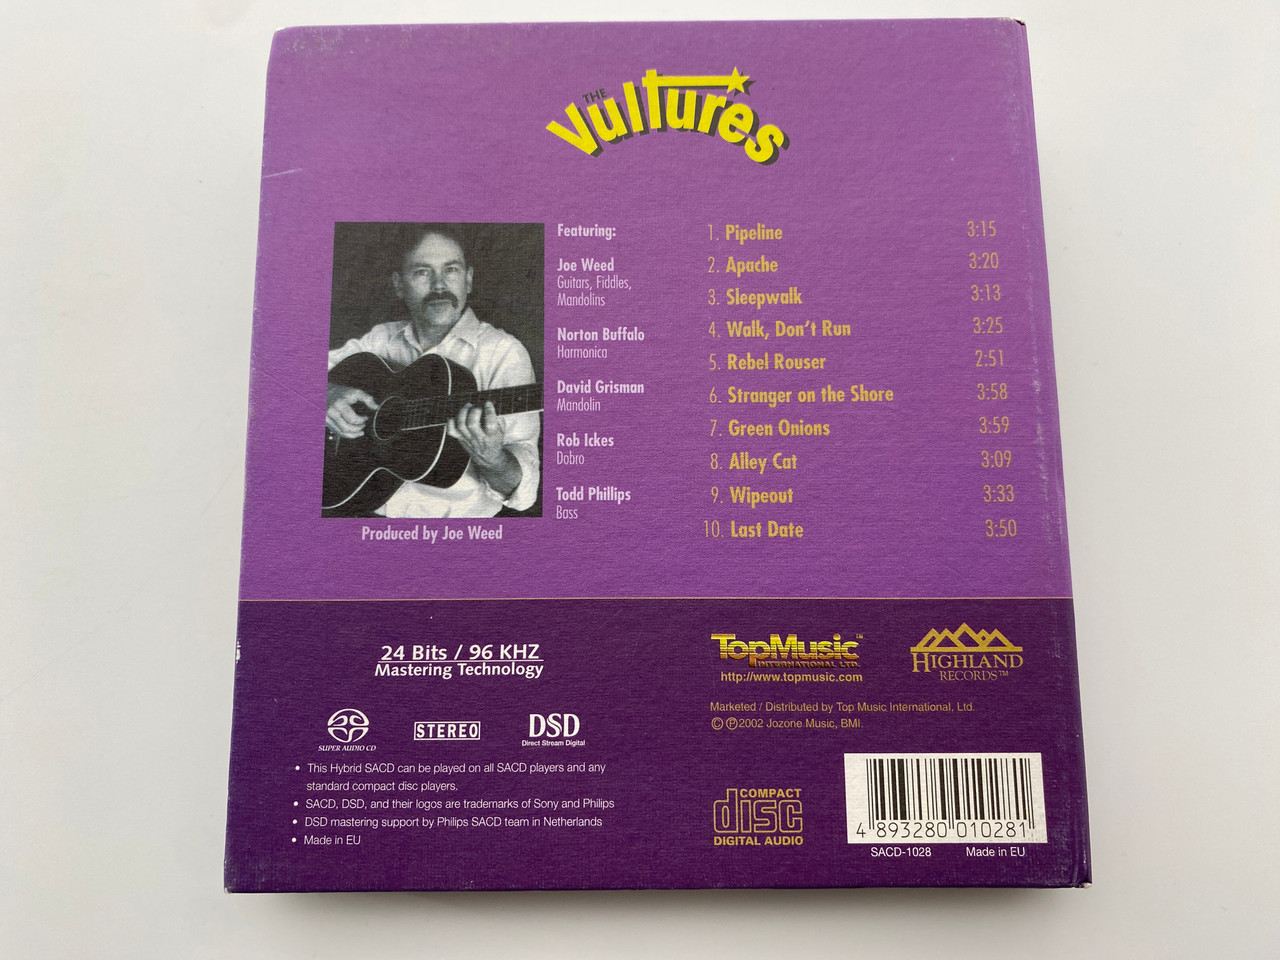 THE
Vultures
Featuring:
Joe Weed
Guitars, Fiddles,
Mandolins
Norton Buffalo
Harmonica
David Grisman
Mandolin
Rob Ickes
Dobro
Todd Phillips
Bass
Produced by Joe Weed
1. Pipeline 3:15
2. Apache 3:20
3. Sleepwalk 3:13
4. Walk, Don't Run 3:25
5. Rebel Rouser 2:51
6. Stranger on the Shore 3:58
7. Green Onions 3:59
8. Alley Cat 3:09
9. Wipeout 3:33
10. Last Date 3:50
24 Bits / 96 KHZ
Mastering Technology
SUPER AUDIO CD
STEREO
DSD
Direct Stream Digital
• This Hybrid SACD can be played on all SACD players and any
standard compact disc players.
• SACD, DSD, and their logos are trademarks of Sony and Philips
• DSD mastering support by Philips SACD team in Netherlands
• Made in EU
TopMusic™
INTERNATIONAL LTD.
http://www.topmusic.com
HIGHLAND
RECORDS™
Marketed / Distributed by Top Music International, Ltd.
© ℗2002 Jozone Music, BMI.
COMPACT
disc
DIGITAL AUDIO
4 893280 010281
SACD-1028 Made in EU